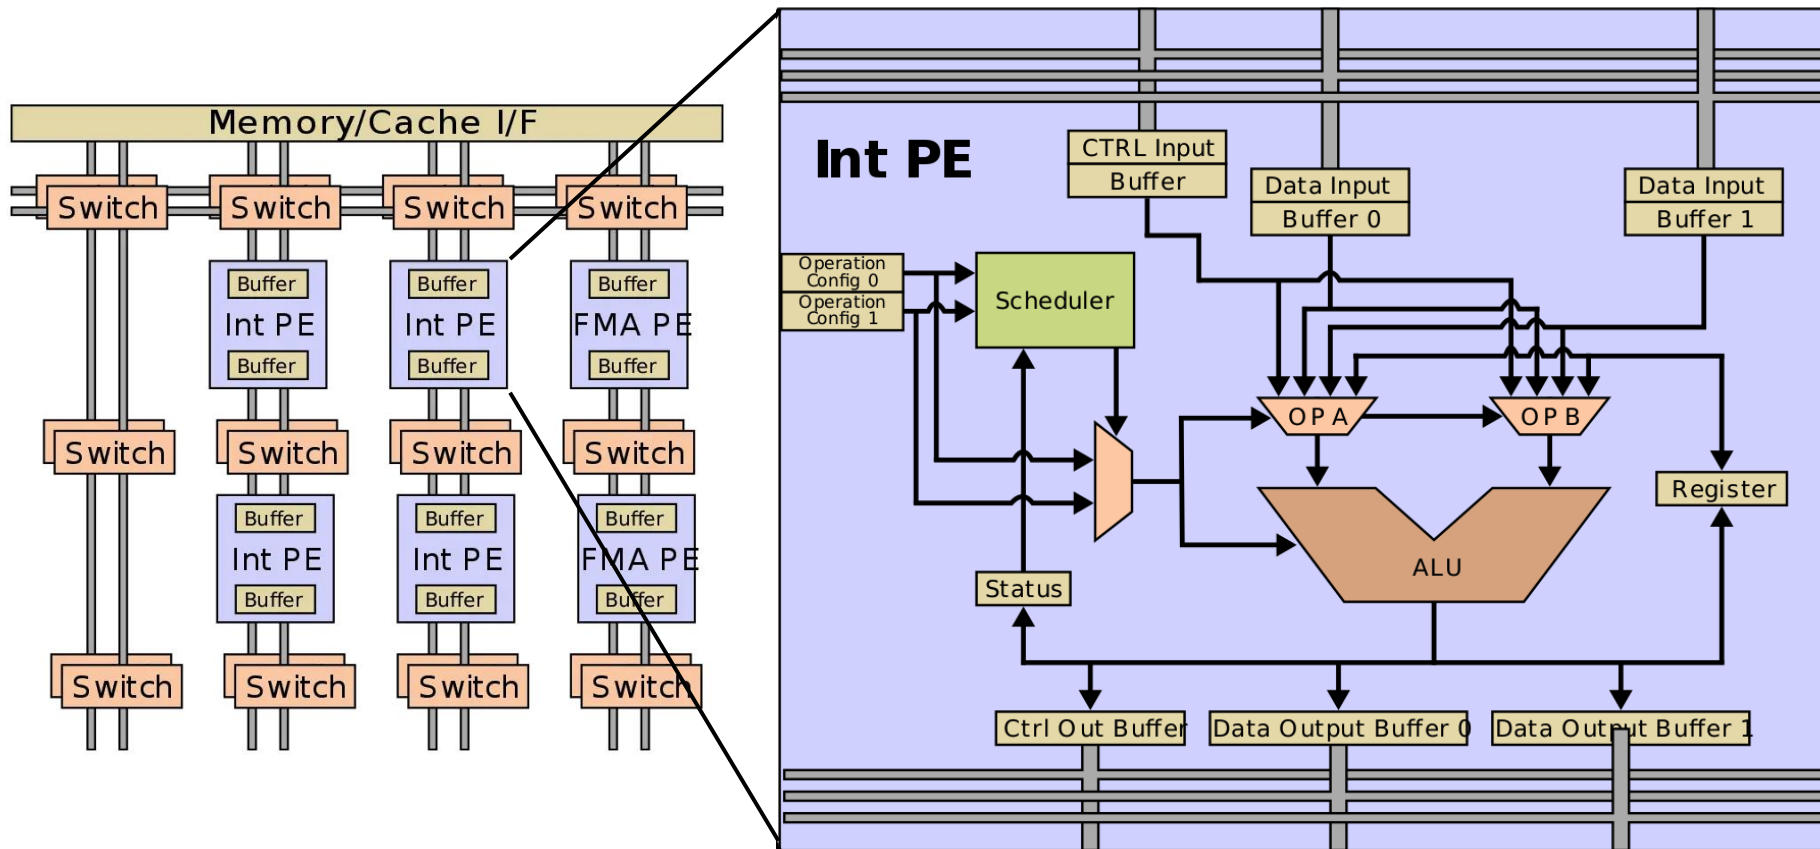 Memory/Cache I/F
Switch
Switch
Switch
Switch
Buffer
Int PE
Buffer
Buffer
Int PE
Buffer
Buffer
FMA PE
Buffer
Switch
Switch
Switch
Switch
Buffer
Int PE
Buffer
Buffer
Int PE
Buffer
Buffer
FMA PE
Buffer
Switch
Switch
Switch
Switch
Int PE
CTRL Input
Buffer
Data Input
Buffer 0
Data Input
Buffer 1
Operation
Config 0
Operation
Config 1
Scheduler
OP A
OP B
Register
ALU
Status
Ctrl Out Buffer
Data Output Buffer 0
Data Output Buffer 1